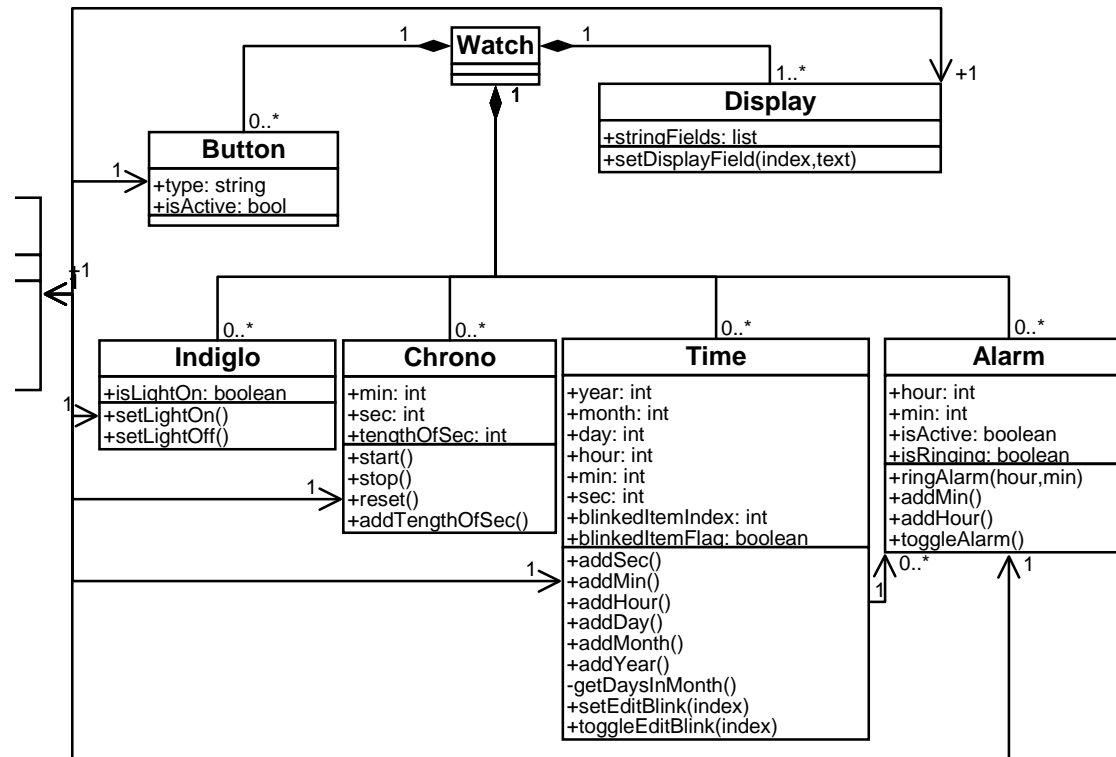 1
Watch
1
1
1..*
+1
0..*
Display
+stringFields: list
+setDisplayField(index,text)
Button
+type: string
+isActive: bool
1
+1
0..*
0..*
0..*
0..*
Indiglo
+isLightOn: boolean
+setLightOn()
+setLightOff()
1
Chrono
+min: int
+sec: int
+tengthOfSec: int
+start()
+stop()
+reset()
+addTengthOfSec()
1
Time
+year: int
+month: int
+day: int
+hour: int
+min: int
+sec: int
+blinkedItemIndex: int
+blinkedItemFlag: boolean
+addSec()
+addMin()
+addHour()
+addDay()
+addMonth()
+addYear()
-getDaysInMonth()
+setEditBlink(index)
+toggleEditBlink(index)
1
Alarm
+hour: int
+min: int
+isActive: boolean
+isRinging: boolean
+ringAlarm(hour,min)
+addMin()
+addHour()
+toggleAlarm()
0..*
1
1